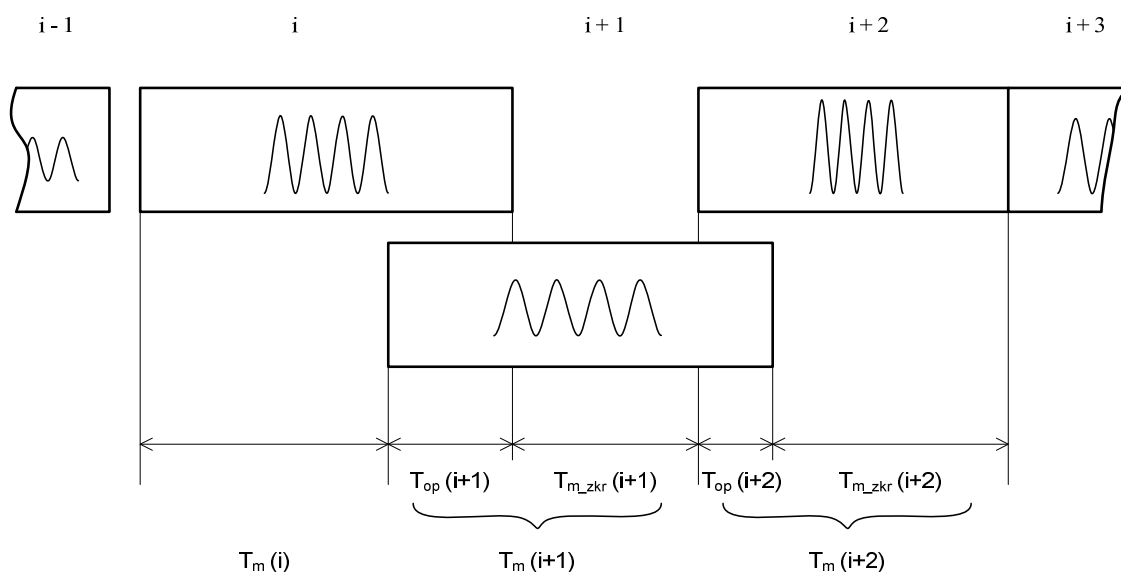 i - 1 i i + 1 i + 2 i + 3
T_op (i+1) T_m_zkr (i+1) T_op (i+2) T_m_zkr (i+2)
T_m (i) T_m (i+1) T_m (i+2)